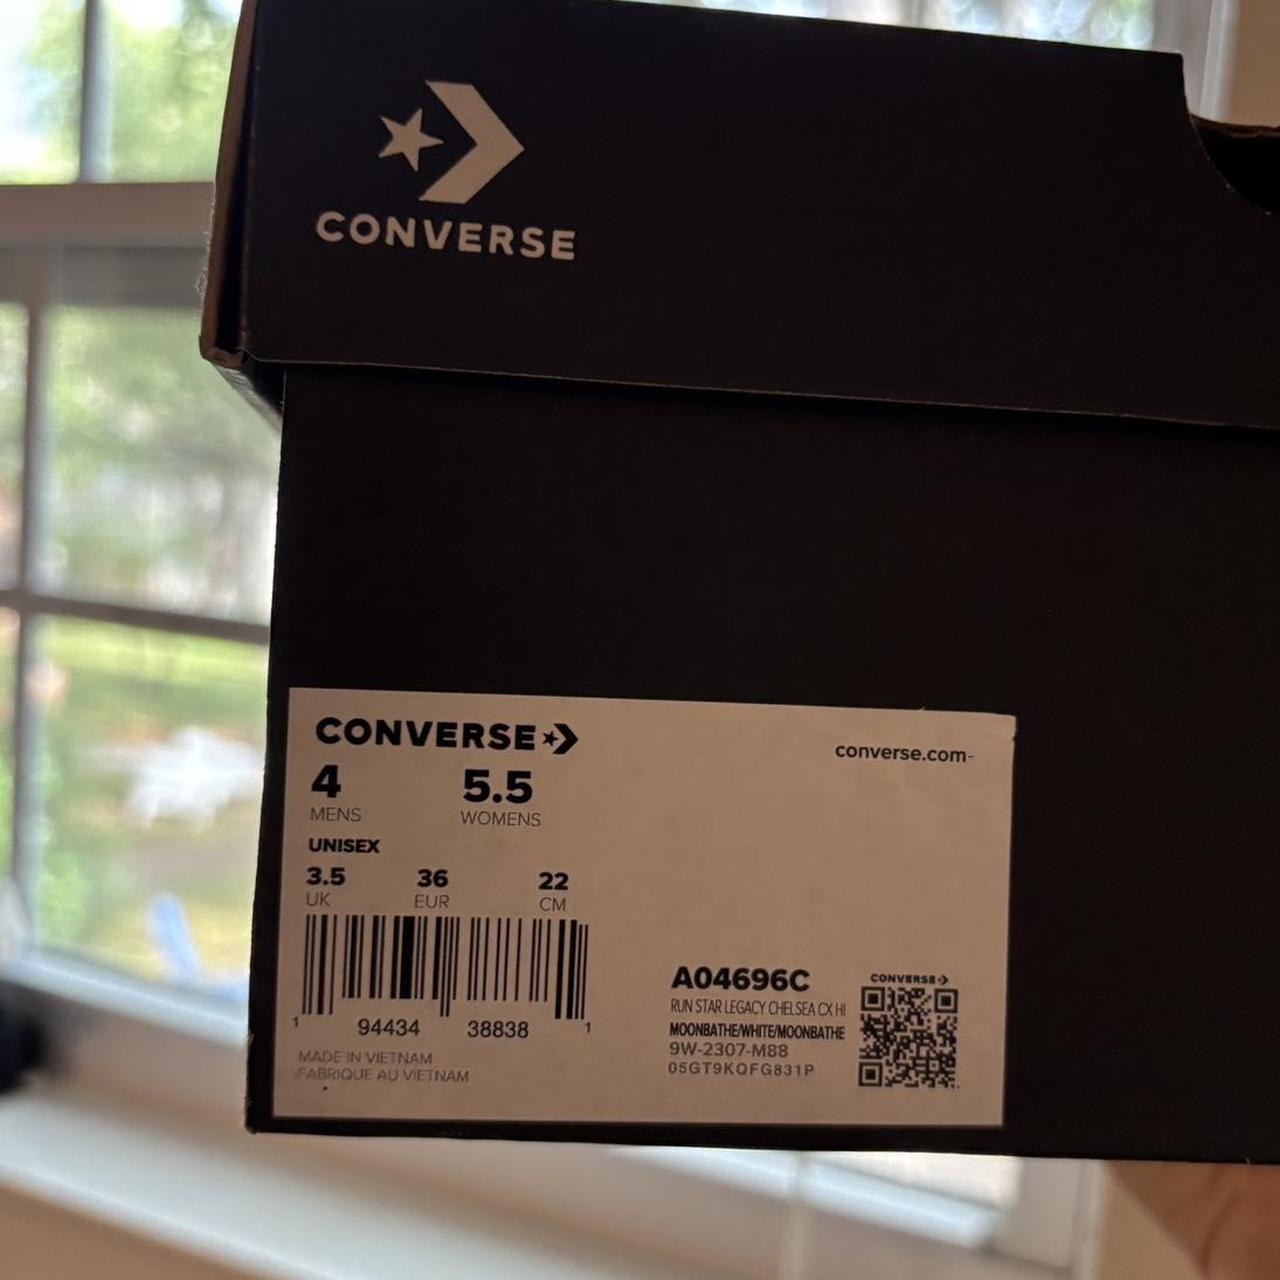 CONVERSE
CONVERSE
converse.com
4 5.5
MENS WOMENS
UNISEX
3.5 36 22
UK EUR CM
1 94434 38838 1
MADE IN VIETNAM
FABRIQUE AU VIETNAM
CONVERSE
A04696C
RUN STAR LEGACY CHELSEA CX HI
MOONBATHE/WHITE/MOONBATHE
9W-2307-M88
05GT9KQFG831P